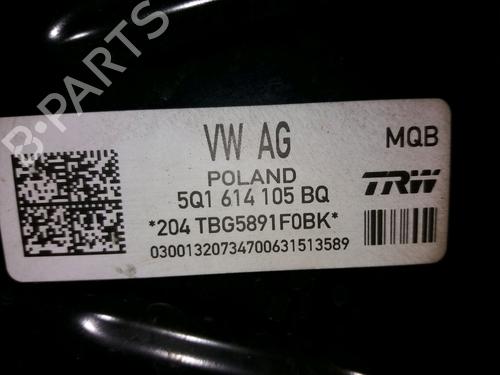 VW AG
MQB
POLAND
5Q1 614 105 BQ
TRW
*204 TBG5891F0BK*
03001320734700631513589
B-PARTS